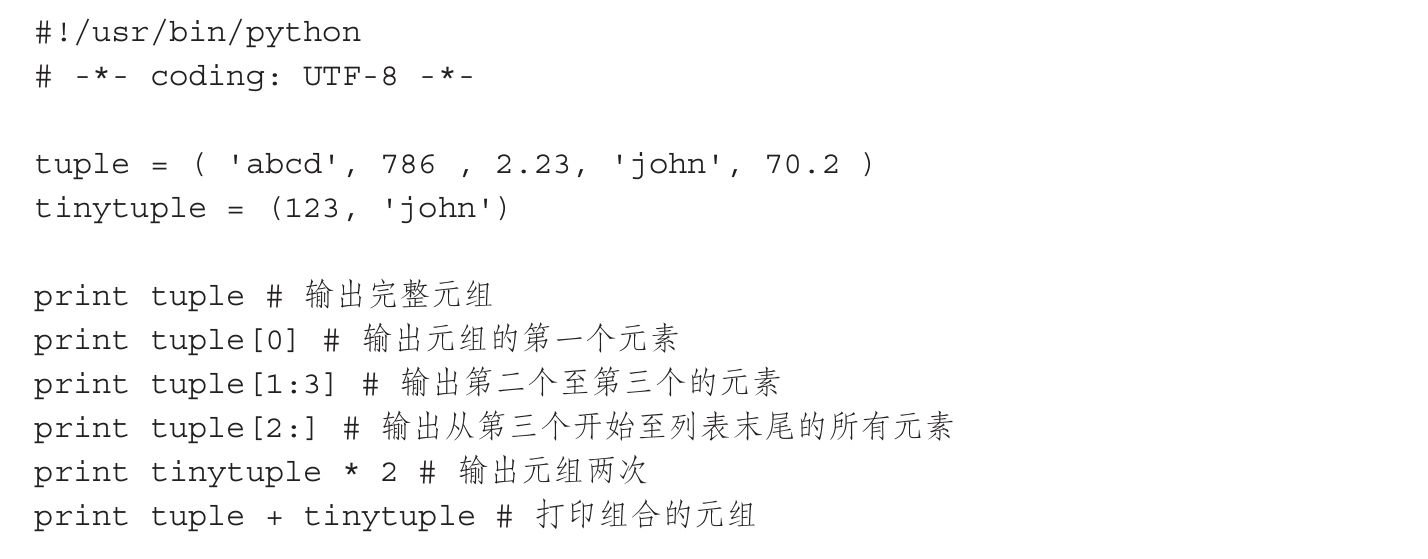 #!/usr/bin/python
# -*- coding: UTF-8 -*-
tuple = ( 'abcd', 786 , 2.23, 'john', 70.2 )
tinytuple = (123, 'john')
print tuple # 输出完整元组
print tuple[0] # 输出元组的第一个元素
print tuple[1:3] # 输出第二个至第三个的元素
print tuple[2:] # 输出从第三个开始至列表末尾的所有元素
print tinytuple * 2 # 输出元组两次
print tuple + tinytuple # 打印组合的元组